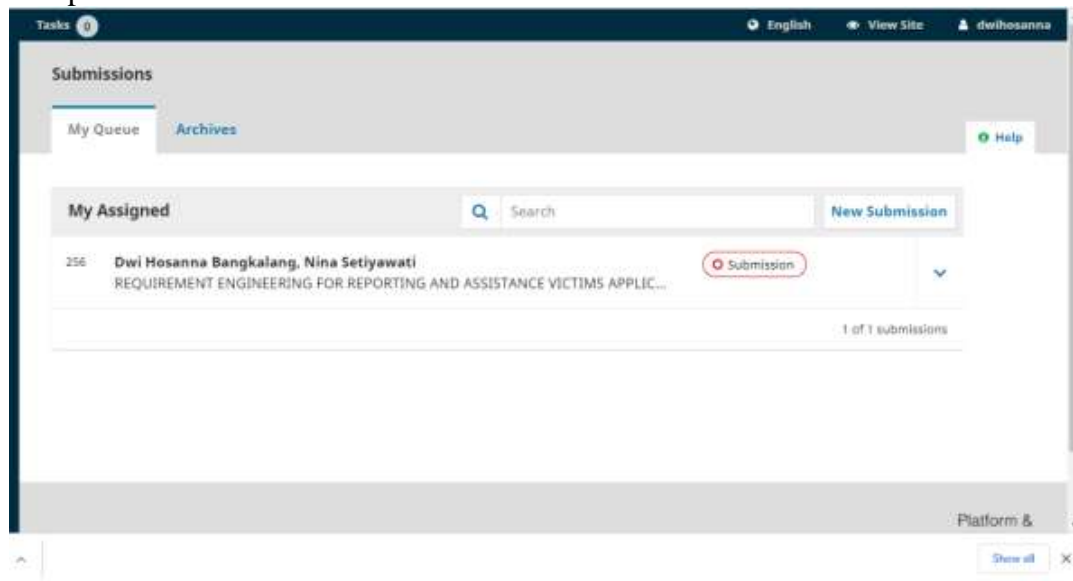 Tasks 0
English View Site dwihosanna
Submissions
My Queue Archives
Help
My Assigned Search New Submission
256 Dwi Hosanna Bangkalang, Nina Setiyawati Submission
REQUIREMENT ENGINEERING FOR REPORTING AND ASSISTANCE VICTIMS APPLIC...
1 of 1 submissions
Platform &
Show all